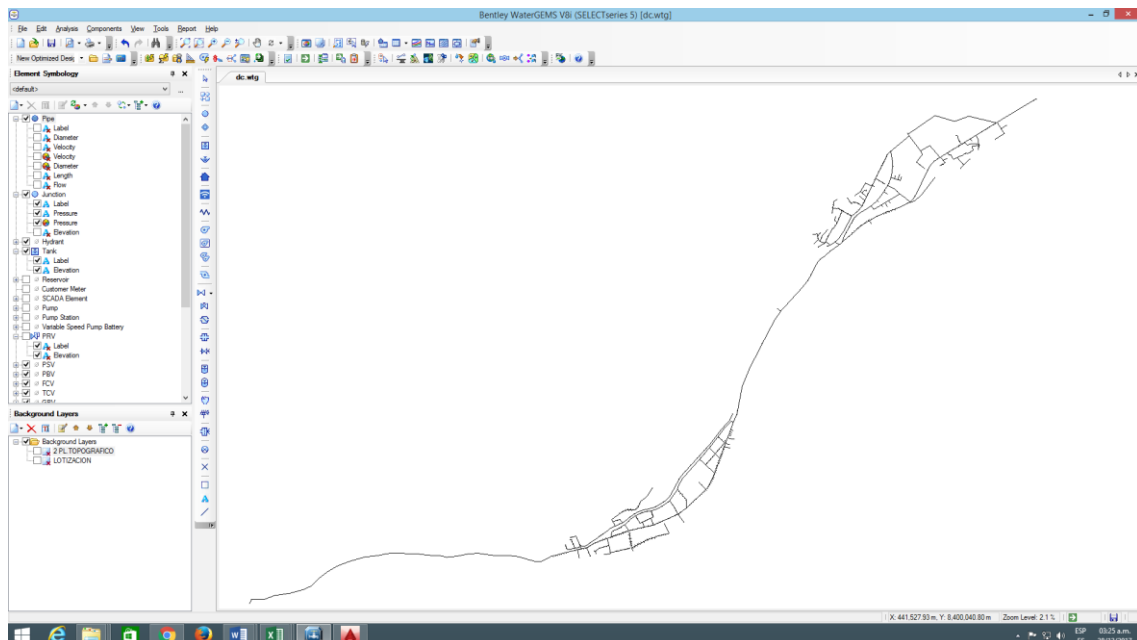 Bentley WaterGEMS V8i (SELECTseries 5) [dc.wtg]
File Edit Analysis Components View Tools Report Help
New Optimized Desig
Element Symbology
<default>
Pipe
Label
Diameter
Velocity
Velocity
Diameter
Length
Flow
Junction
Label
Pressure
Pressure
Elevation
Hydrant
Tank
Label
Elevation
Reservoir
Customer Meter
SCADA Element
Pump
Pump Station
Variable Speed Pump Battery
PRV
Label
Elevation
PSV
PBV
FCV
TCV
GPV
Background Layers
Background Layers
2 PL.TOPOGRAFICO
LOTIZACION
dc.wtg
X: 441,527.93 m, Y: 8,400,040.80 m Zoom Level: 2.1 %
ESP 03:25 a.m.